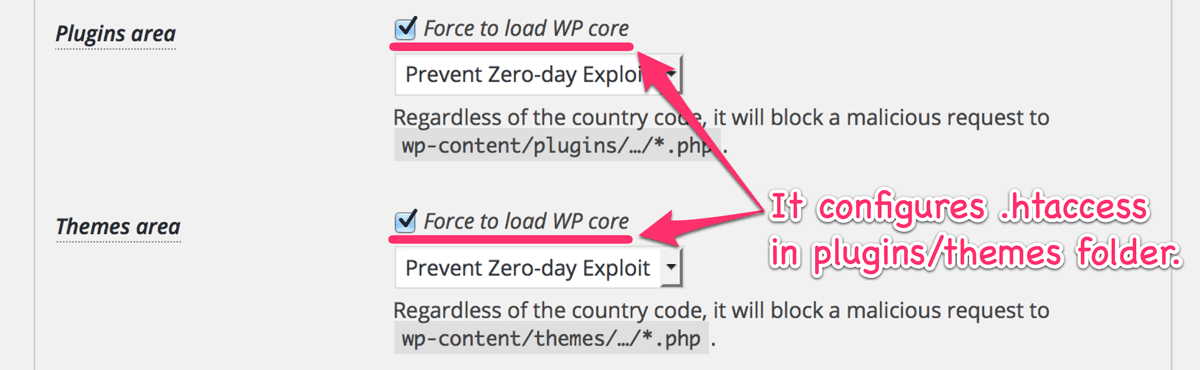 Plugins area
Force to load WP core
Prevent Zero-day Exploit
Regardless of the country code, it will block a malicious request to
wp-content/plugins/…/*.php.
Themes area
Force to load WP core
Prevent Zero-day Exploit
Regardless of the country code, it will block a malicious request to
wp-content/themes/…/*.php .
It configures .htaccess
in plugins/themes folder.